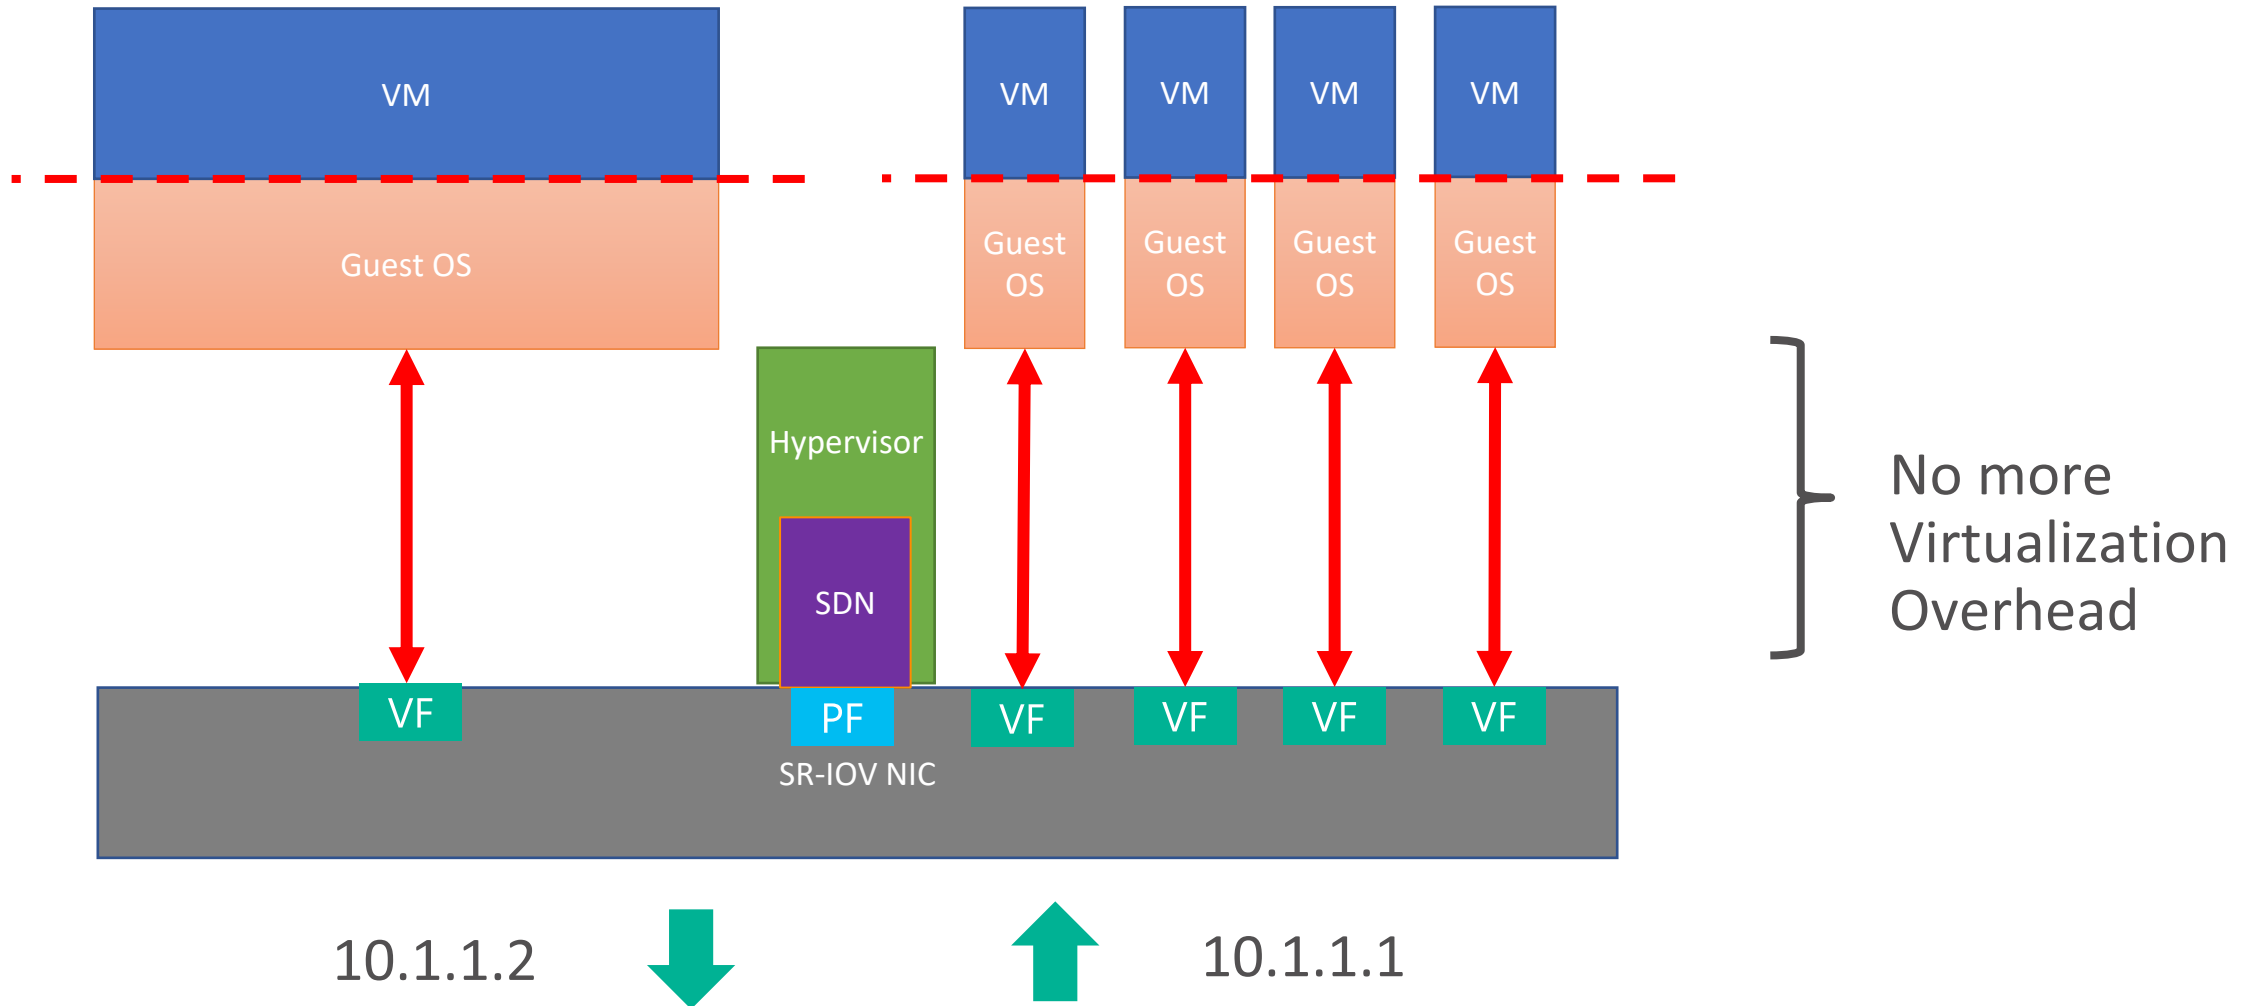 VM
VM
VM
VM
VM
Guest OS
Guest
OS
Guest
OS
Guest
OS
Guest
OS
Hypervisor
SDN
No more
Virtualization
Overhead
VF
PF
VF
VF
VF
VF
SR-IOV NIC
10.1.1.2
10.1.1.1